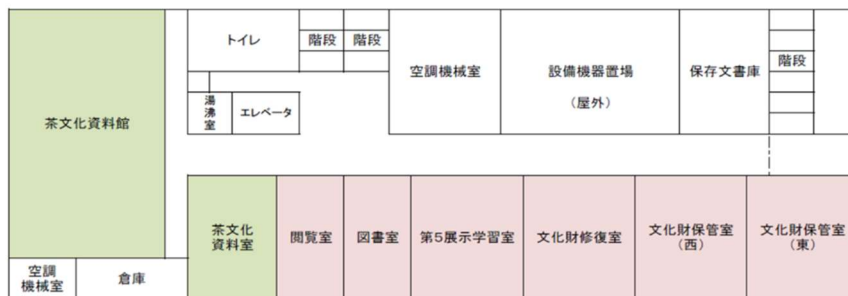 トイレ
階段
階段
空調機械室
設備機器置場
（屋外）
保存文書庫
階段
湯沸室
エレベータ
茶文化資料館
茶文化
資料室
閲覧室
図書室
第5展示学習室
文化財修復室
文化財保管室
（西）
文化財保管室
（東）
空調
機械室
倉庫